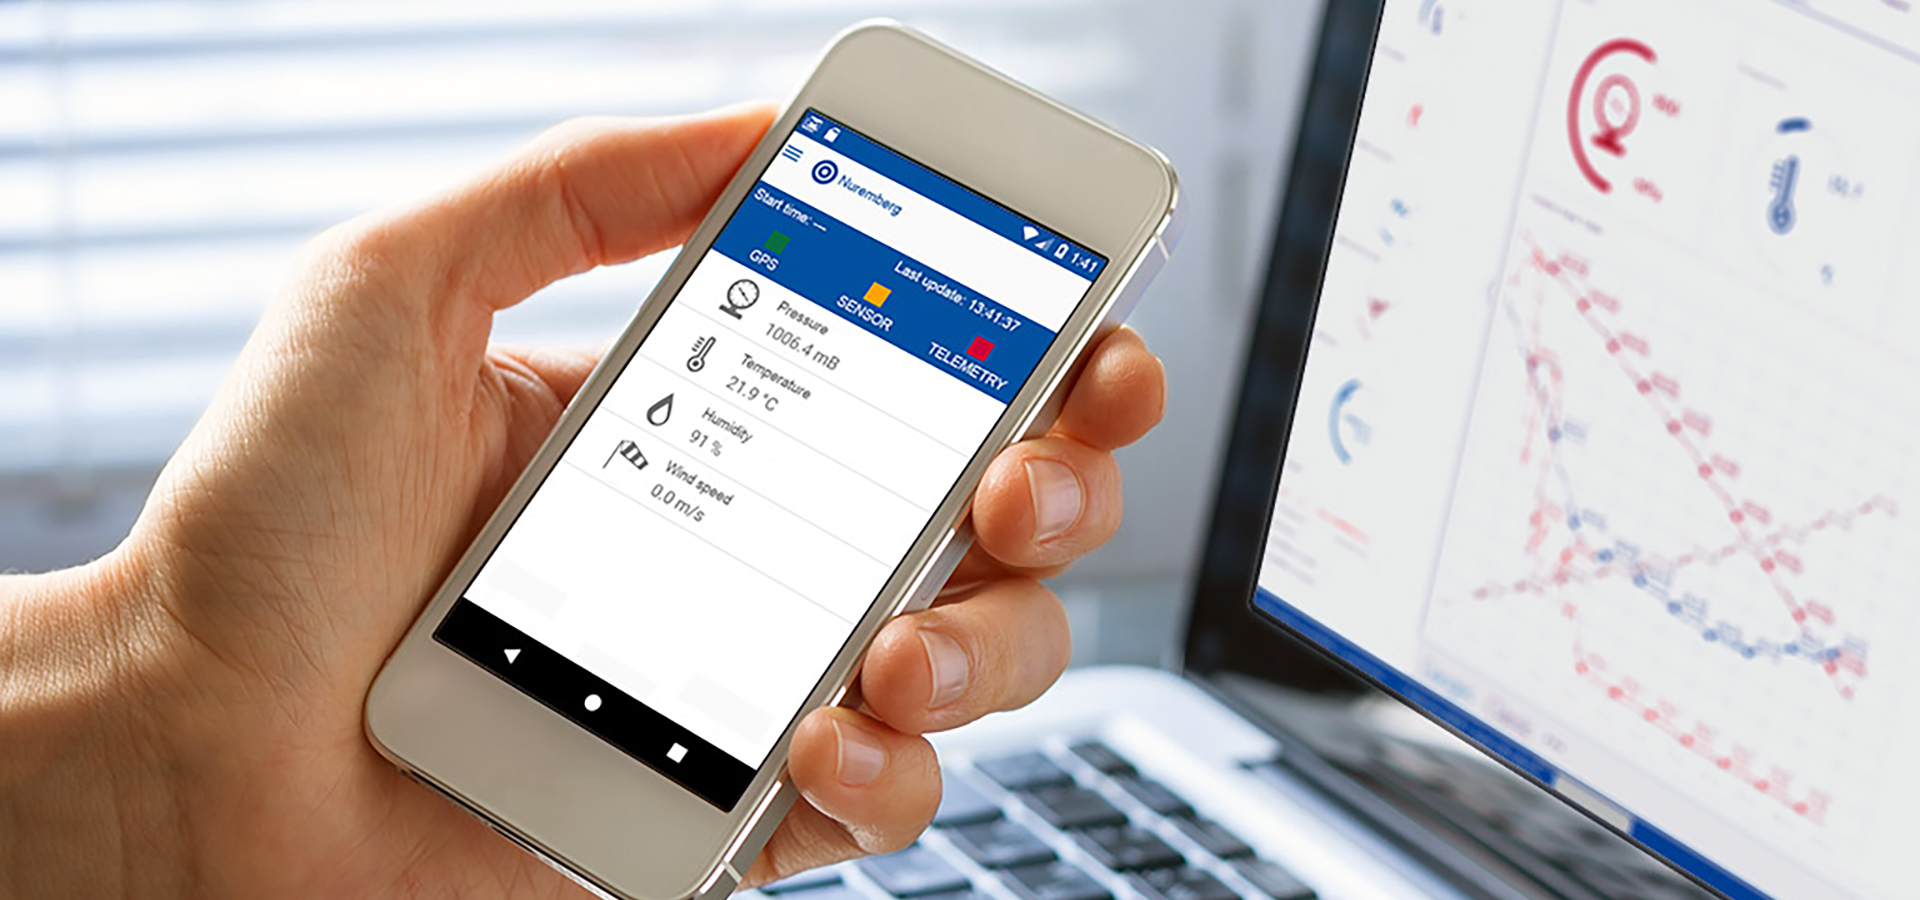 1:41
Nuremberg
Start time: ---
Last update: 13:41:37
GPS
SENSOR
TELEMETRY
Pressure
1006.4 mB
Temperature
21.9 °C
Humidity
91 %
Wind speed
0.0 m/s